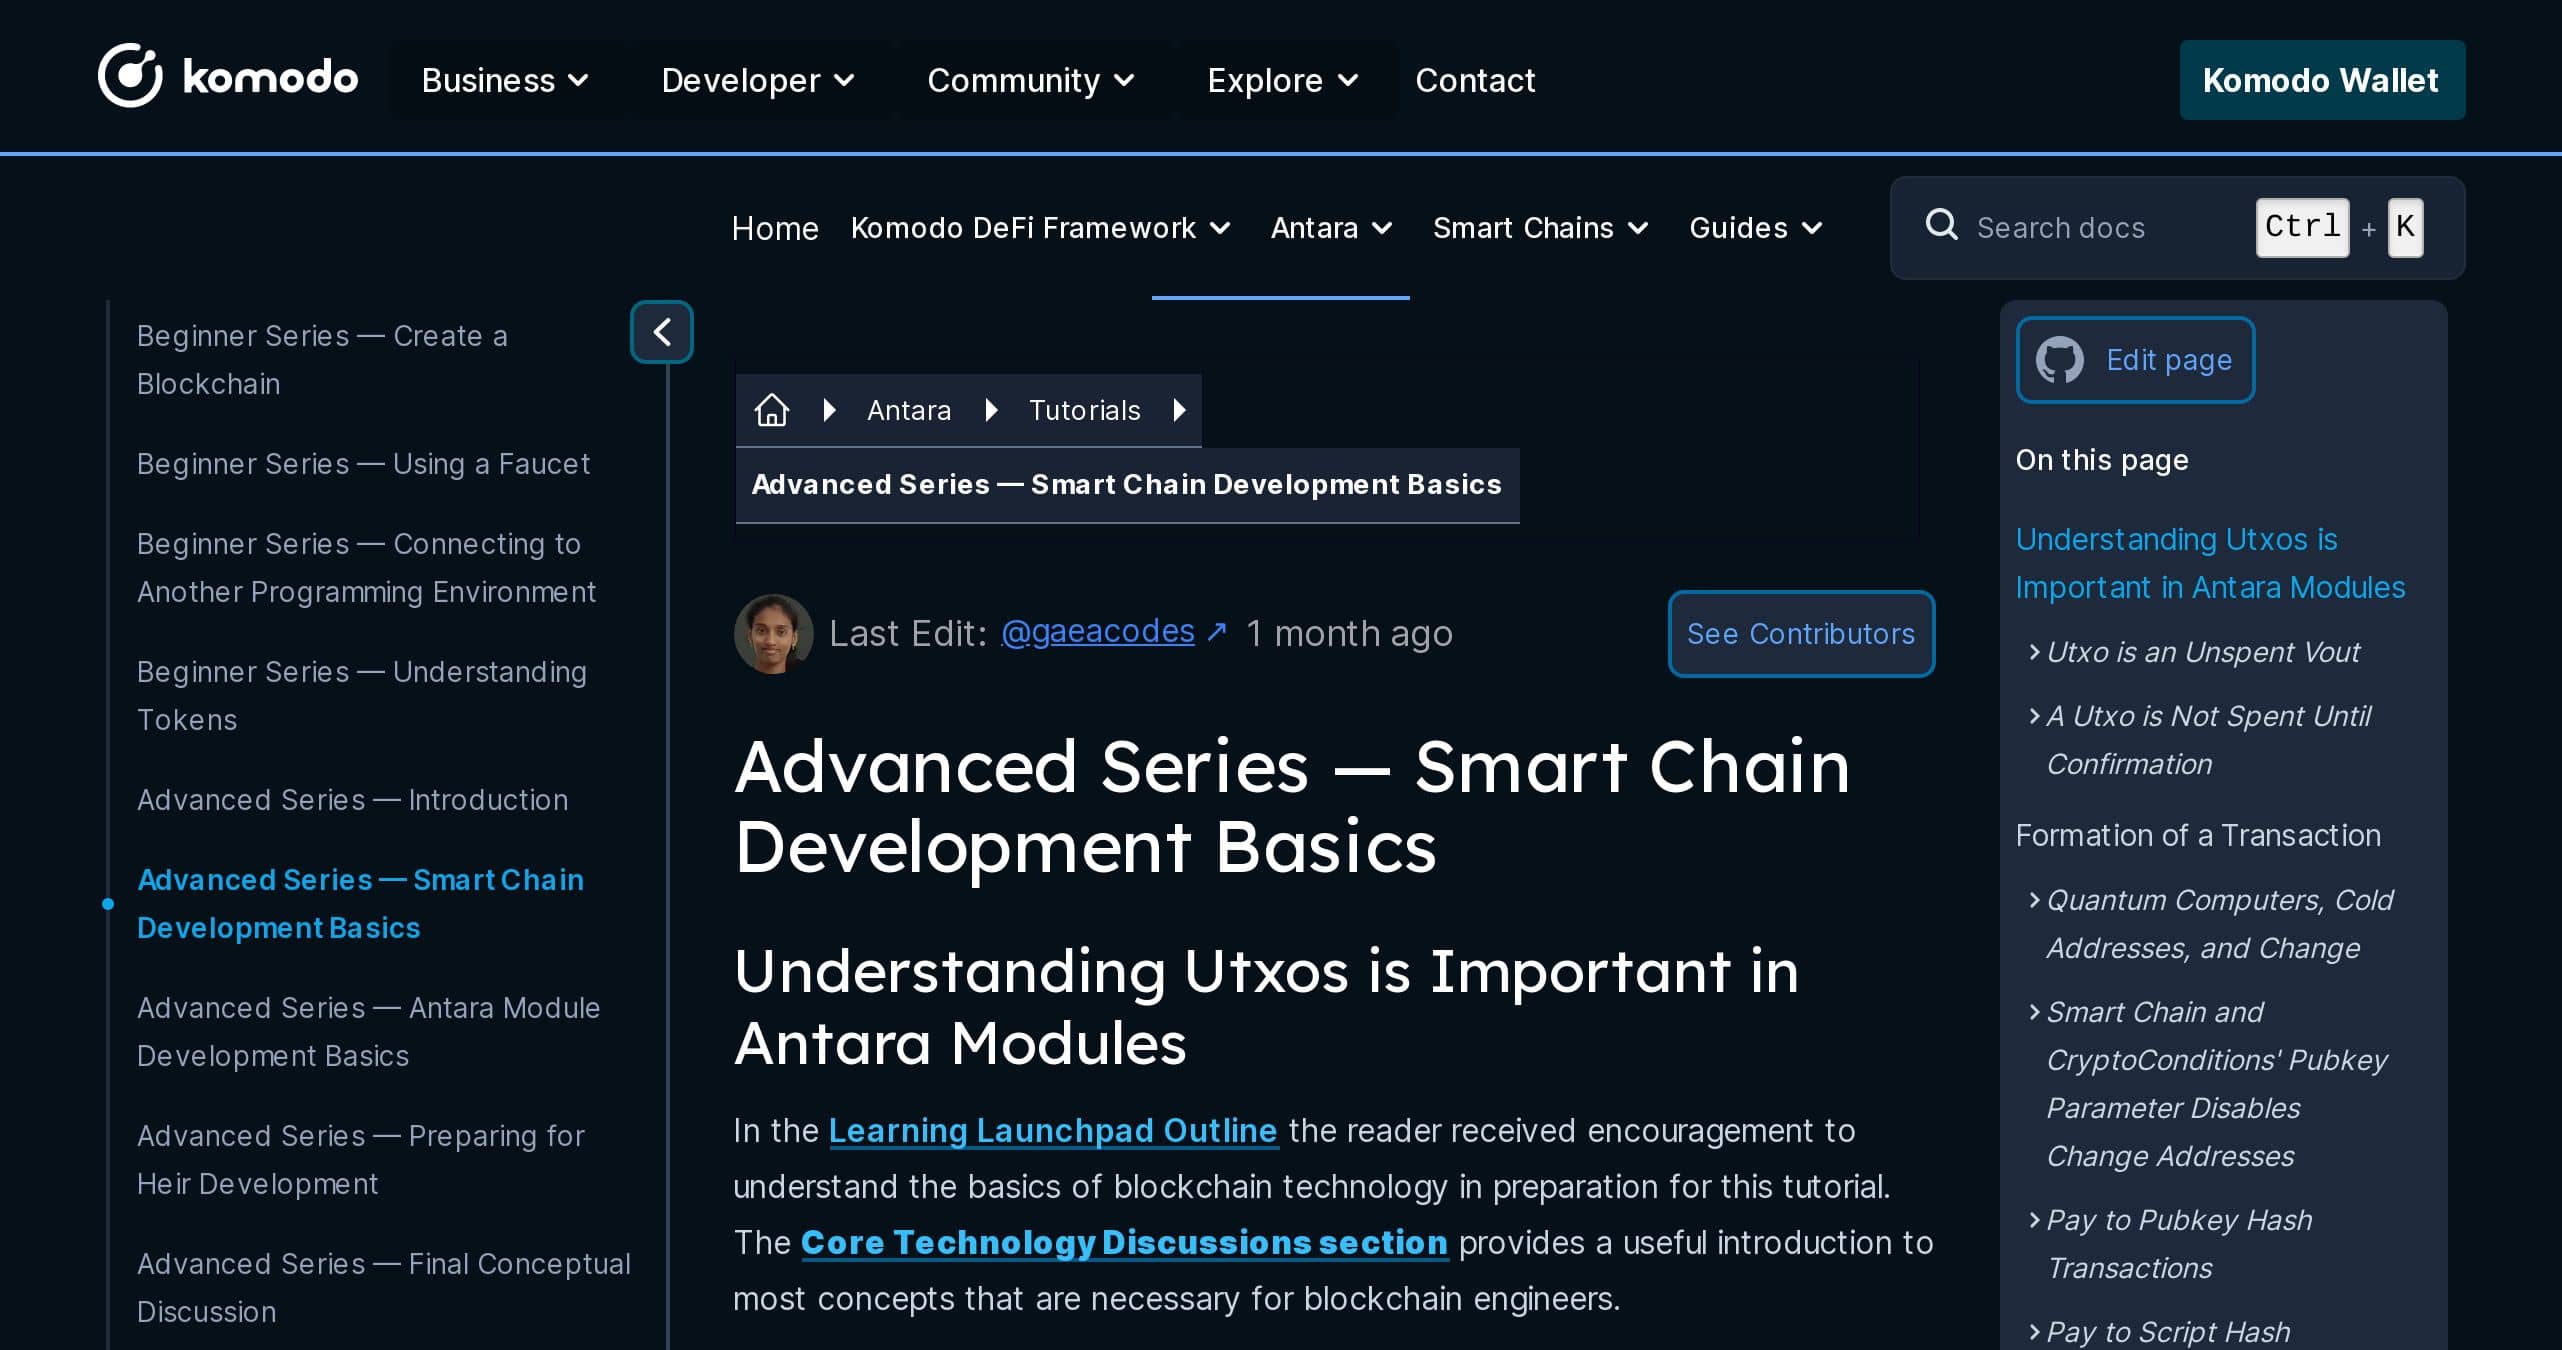 komodo
Business
Developer
Community
Explore
Contact
Komodo Wallet
Home
Komodo DeFi Framework
Antara
Smart Chains
Guides
Search docs
Ctrl + K
Beginner Series — Create a
Blockchain
Beginner Series — Using a Faucet
Beginner Series — Connecting to
Another Programming Environment
Beginner Series — Understanding
Tokens
Advanced Series — Introduction
Advanced Series — Smart Chain
Development Basics
Advanced Series — Antara Module
Development Basics
Advanced Series — Preparing for
Heir Development
Advanced Series — Final Conceptual
Discussion
Antara
Tutorials
Advanced Series — Smart Chain Development Basics
Last Edit: @gaeacodes ↗ 1 month ago
See Contributors
Advanced Series — Smart Chain
Development Basics
Understanding Utxos is Important in
Antara Modules
In the Learning Launchpad Outline the reader received encouragement to
understand the basics of blockchain technology in preparation for this tutorial.
The Core Technology Discussions section provides a useful introduction to
most concepts that are necessary for blockchain engineers.
Edit page
On this page
Understanding Utxos is
Important in Antara Modules
Utxo is an Unspent Vout
A Utxo is Not Spent Until
Confirmation
Formation of a Transaction
Quantum Computers, Cold
Addresses, and Change
Smart Chain and
CryptoConditions' Pubkey
Parameter Disables
Change Addresses
Pay to Pubkey Hash
Transactions
Pay to Script Hash